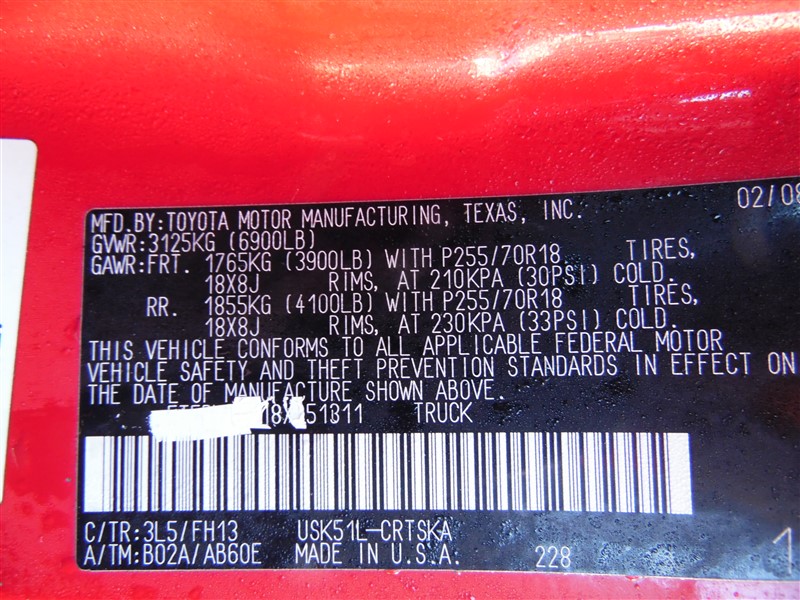 02/08
MFD.BY:TOYOTA MOTOR MANUFACTURING, TEXAS, INC.
GVWR:3125KG (6900LB)
GAWR:FRT. 1765KG (3900LB) WITH P255/70R18 TIRES,
18X8J RIMS, AT 210KPA (30PSI) COLD.
RR. 1855KG (4100LB) WITH P255/70R18 TIRES,
18X8J RIMS, AT 230KPA (33PSI) COLD.
THIS VEHICLE CONFORMS TO ALL APPLICABLE FEDERAL MOTOR
VEHICLE SAFETY AND THEFT PREVENTION STANDARDS IN EFFECT ON
THE DATE OF MANUFACTURE SHOWN ABOVE.
TRUCK
C/TR:3L5/FH13 USK51L-CRTSKA
A/TM:B02A/AB60E MADE IN U.S.A. 228